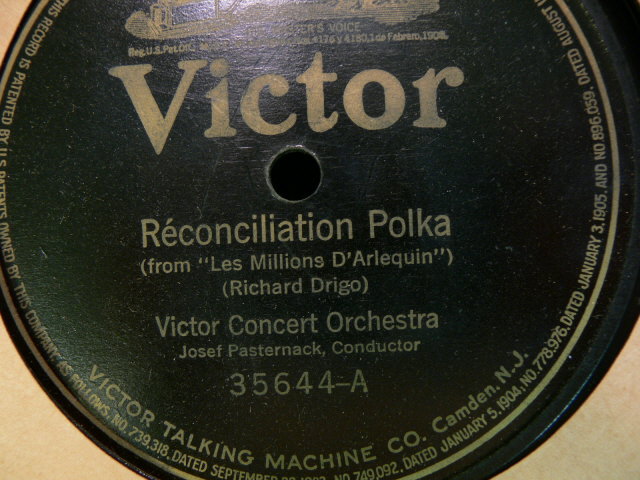 Victor
Réconciliation Polka
(from "Les Millions D'Arlequin")
(Richard Drigo)
Victor Concert Orchestra
Josef Pasternack, Conductor
35644-A
VICTOR TALKING MACHINE CO. Camden. N.J.
THIS RECORD IS PATENTED BY U.S. PATENTS OWNED BY THIS COMPANY AS FOLLOWS, NO. 739,318. DATED SEPTEMBER NO. 749,092. DATED JANUARY 5, 1904, NO. 778,976. DATED JANUARY 3, 1905. AND NO 896,059. DATED AUGUST